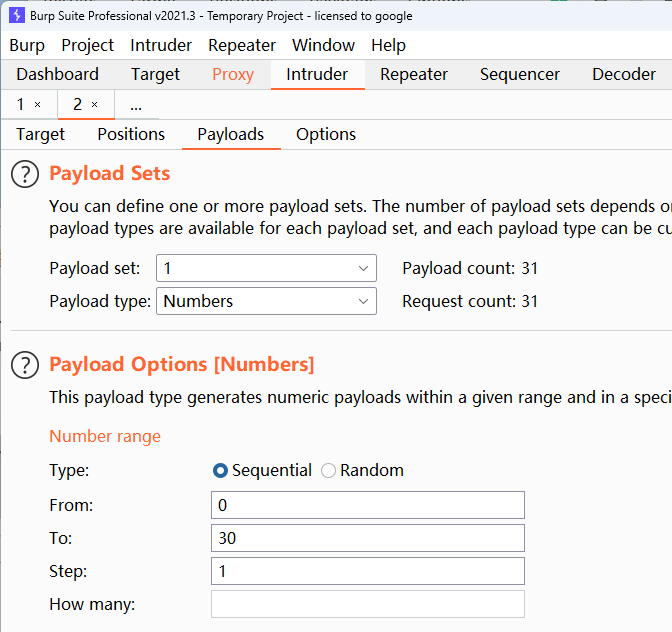 Burp Suite Professional v2021.3 - Temporary Project - licensed to google
Burp Project Intruder Repeater Window Help
Dashboard Target Proxy Intruder Repeater Sequencer Decoder
1 × 2 × ...
Target Positions Payloads Options
? Payload Sets
You can define one or more payload sets. The number of payload sets depends
payload types are available for each payload set, and each payload type can be
Payload set: 1 Payload count: 31
Payload type: Numbers Request count: 31
? Payload Options [Numbers]
This payload type generates numeric payloads within a given range and in a
Number range
Type: Sequential Random
From: 0
To: 30
Step: 1
How many: